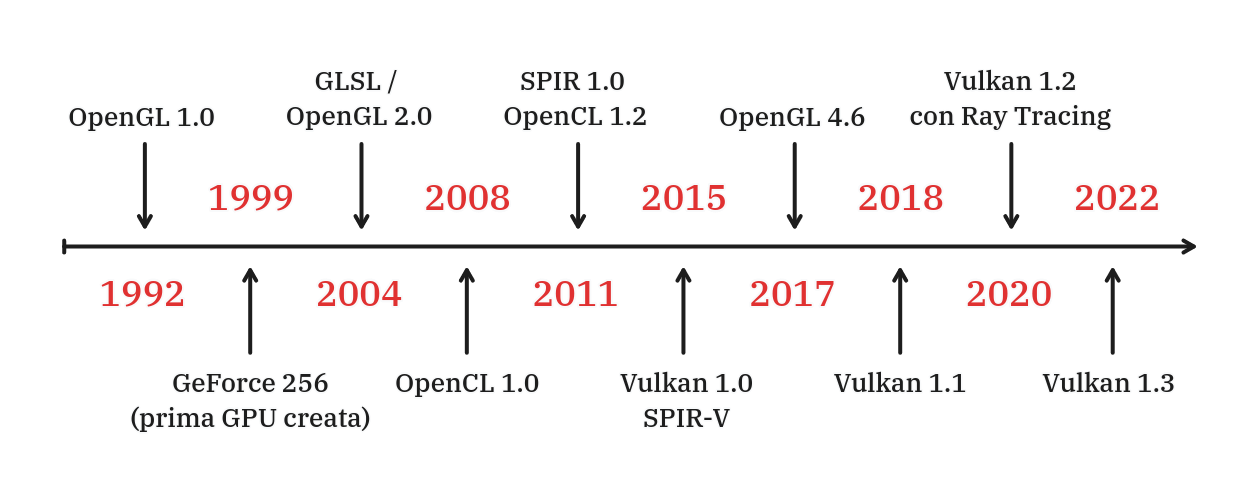 OpenGL 1.0
GLSL /
OpenGL 2.0
SPIR 1.0
OpenCL 1.2
OpenGL 4.6
Vulkan 1.2
con Ray Tracing
1999
2008
2015
2018
2022
1992
2004
2011
2017
2020
GeForce 256
(prima GPU creata)
OpenCL 1.0
Vulkan 1.0
SPIR-V
Vulkan 1.1
Vulkan 1.3